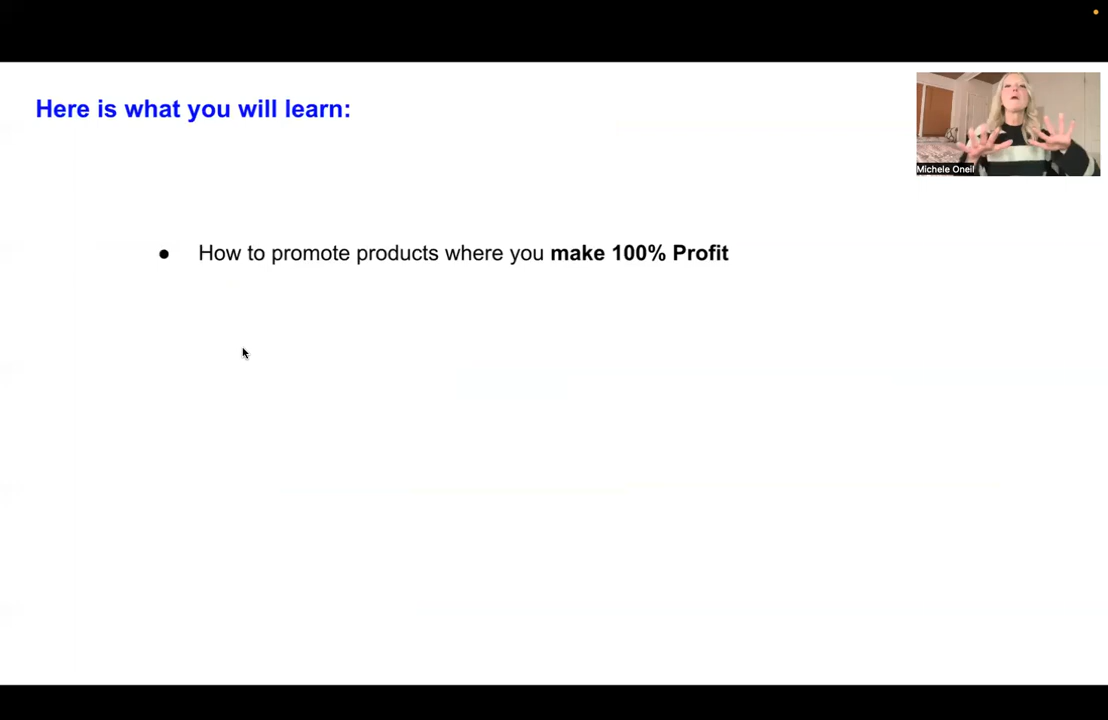 Here is what you will learn:
Michele Oneil
● How to promote products where you make 100% Profit